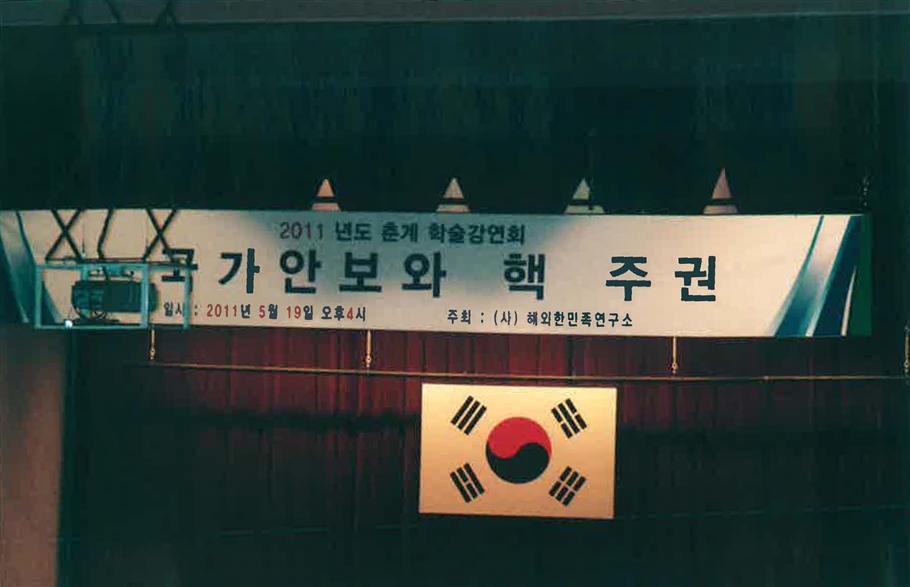 2011 년도 춘계 학술강연회
국가안보와 핵 주권
일시 : 2011년 5월 19일 오후4시
주최 : (사) 해외한민족연구소